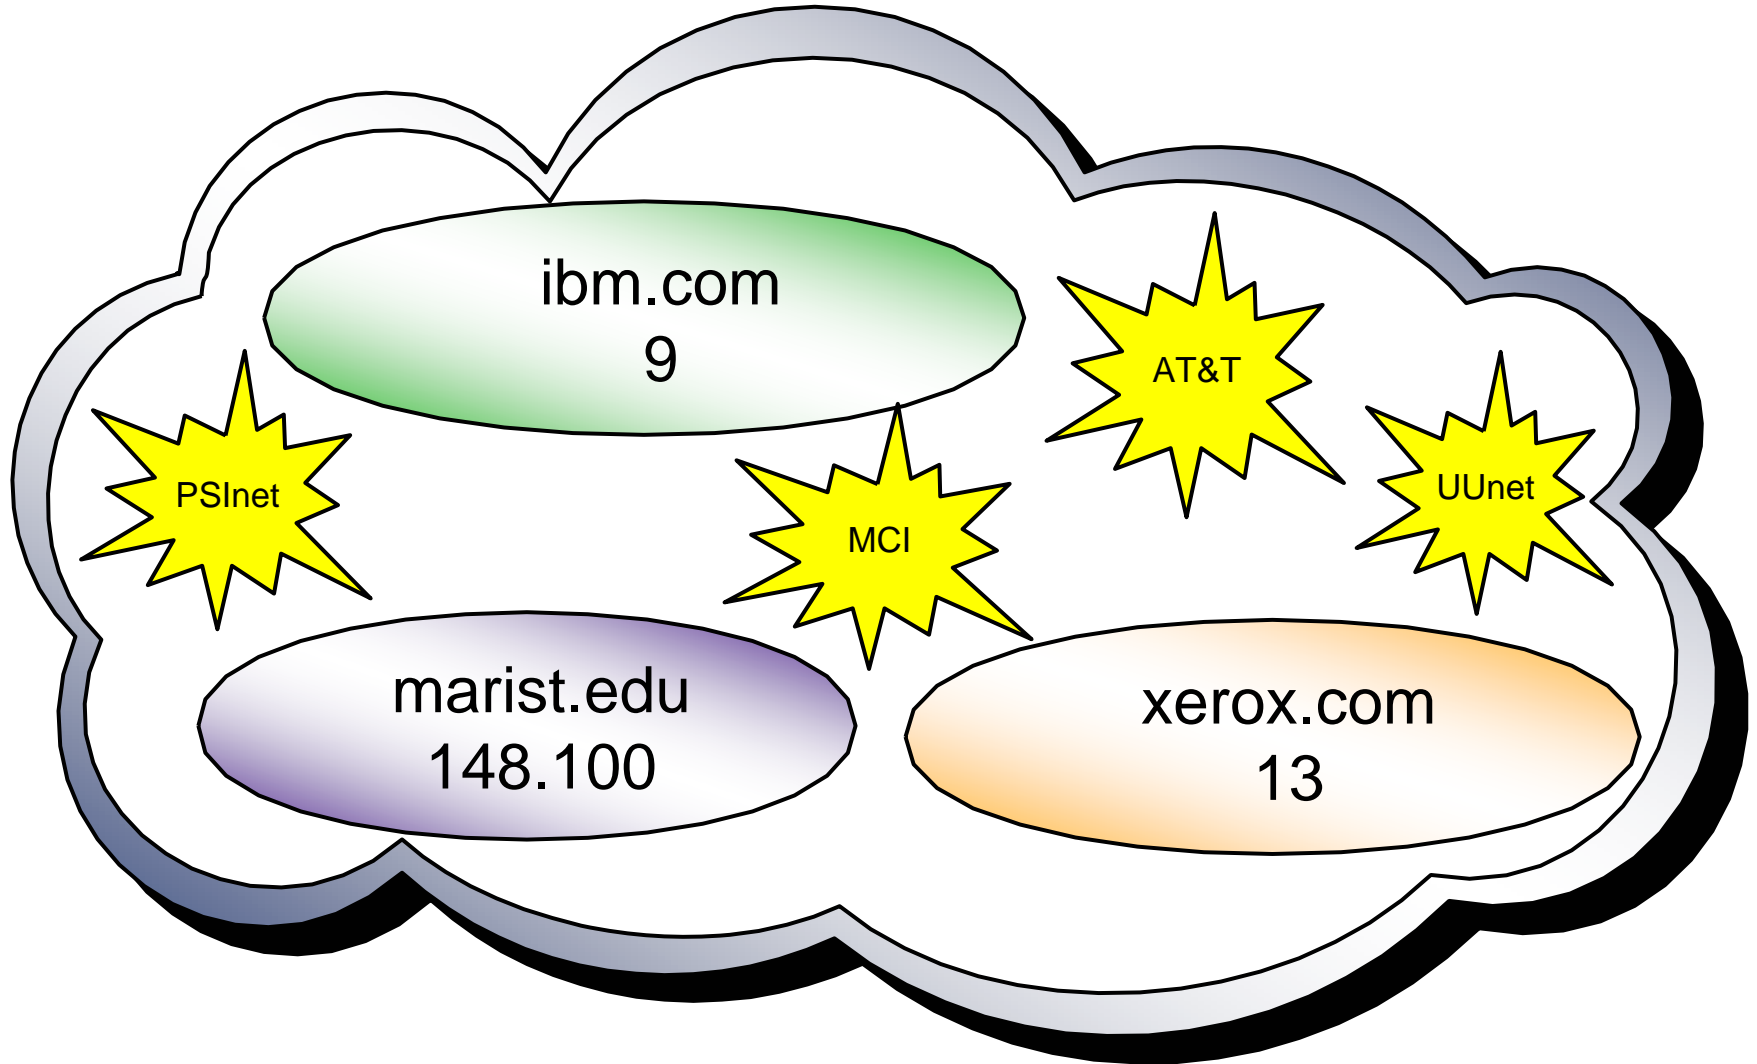 ibm.com
9
AT&T
PSInet
UUnet
MCI
marist.edu
148.100
xerox.com
13